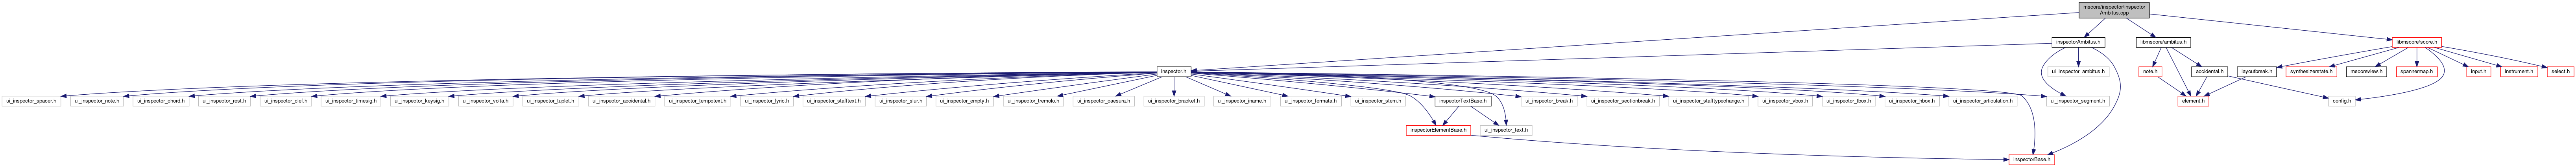 mscore/inspector/inspector
Ambitus.cpp
inspectorAmbitus.h
libmscore/ambitus.h
libmscore/score.h
inspector.h
ui_inspector_ambitus.h
note.h
accidental.h
layoutbreak.h
synthesizerstate.h
mscoreview.h
spannermap.h
input.h
instrument.h
select.h
ui_inspector_spacer.h
ui_inspector_note.h
ui_inspector_chord.h
ui_inspector_rest.h
ui_inspector_clef.h
ui_inspector_timesig.h
ui_inspector_keysig.h
ui_inspector_volta.h
ui_inspector_tuplet.h
ui_inspector_accidental.h
ui_inspector_tempotext.h
ui_inspector_lyric.h
ui_inspector_stafftext.h
ui_inspector_slur.h
ui_inspector_empty.h
ui_inspector_tremolo.h
ui_inspector_caesura.h
ui_inspector_bracket.h
ui_inspector_iname.h
ui_inspector_fermata.h
ui_inspector_stem.h
inspectorTextBase.h
ui_inspector_break.h
ui_inspector_sectionbreak.h
ui_inspector_stafftypechange.h
ui_inspector_vbox.h
ui_inspector_tbox.h
ui_inspector_hbox.h
ui_inspector_articulation.h
ui_inspector_segment.h
element.h
config.h
inspectorElementBase.h
ui_inspector_text.h
inspectorBase.h